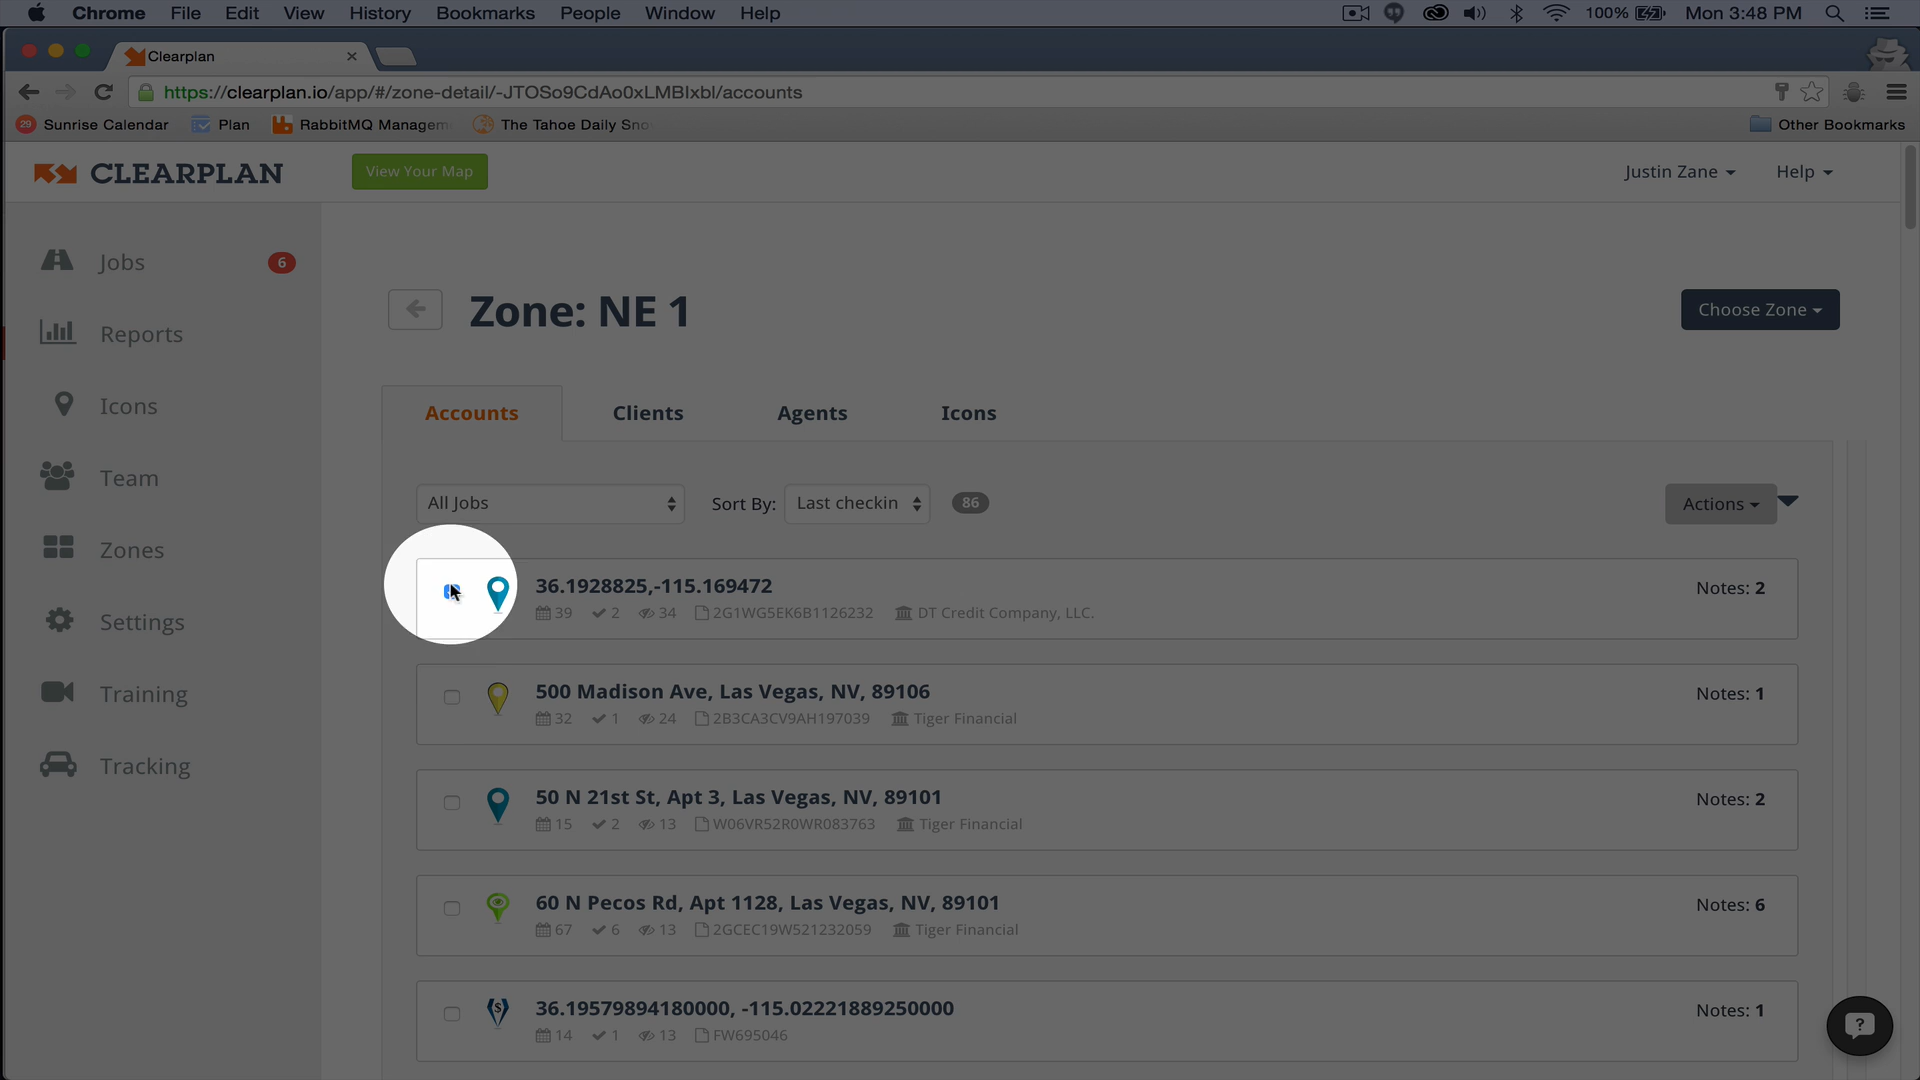 Chrome File Edit View History Bookmarks People Window Help 100% Mon 3:48 PM
Clearplan
https://clearplan.io/app/#/zone-detail/-JTOSo9CdAo0xLMBIxbl/accounts
29 Sunrise Calendar Plan RabbitMQ Managem The Tahoe Daily Sno Other Bookmarks
CLEARPLAN View Your Map Justin Zane Help
Jobs 6
Reports
Icons
Team
Zones
Settings
Training
Tracking
Zone: NE 1 Choose Zone
Accounts Clients Agents Icons
All Jobs Sort By: Last checkin 86 Actions
36.1928825,-115.169472 Notes: 2
39 2 34 2G1WG5EK6B1126232 DT Credit Company, LLC.
500 Madison Ave, Las Vegas, NV, 89106 Notes: 1
32 1 24 2B3CA3CV9AH197039 Tiger Financial
50 N 21st St, Apt 3, Las Vegas, NV, 89101 Notes: 2
15 2 13 W06VR52R0WR083763 Tiger Financial
60 N Pecos Rd, Apt 1128, Las Vegas, NV, 89101 Notes: 6
67 6 13 2GCEC19W521232059 Tiger Financial
36.19579894180000, -115.02221889250000 Notes: 1
14 1 13 FW695046